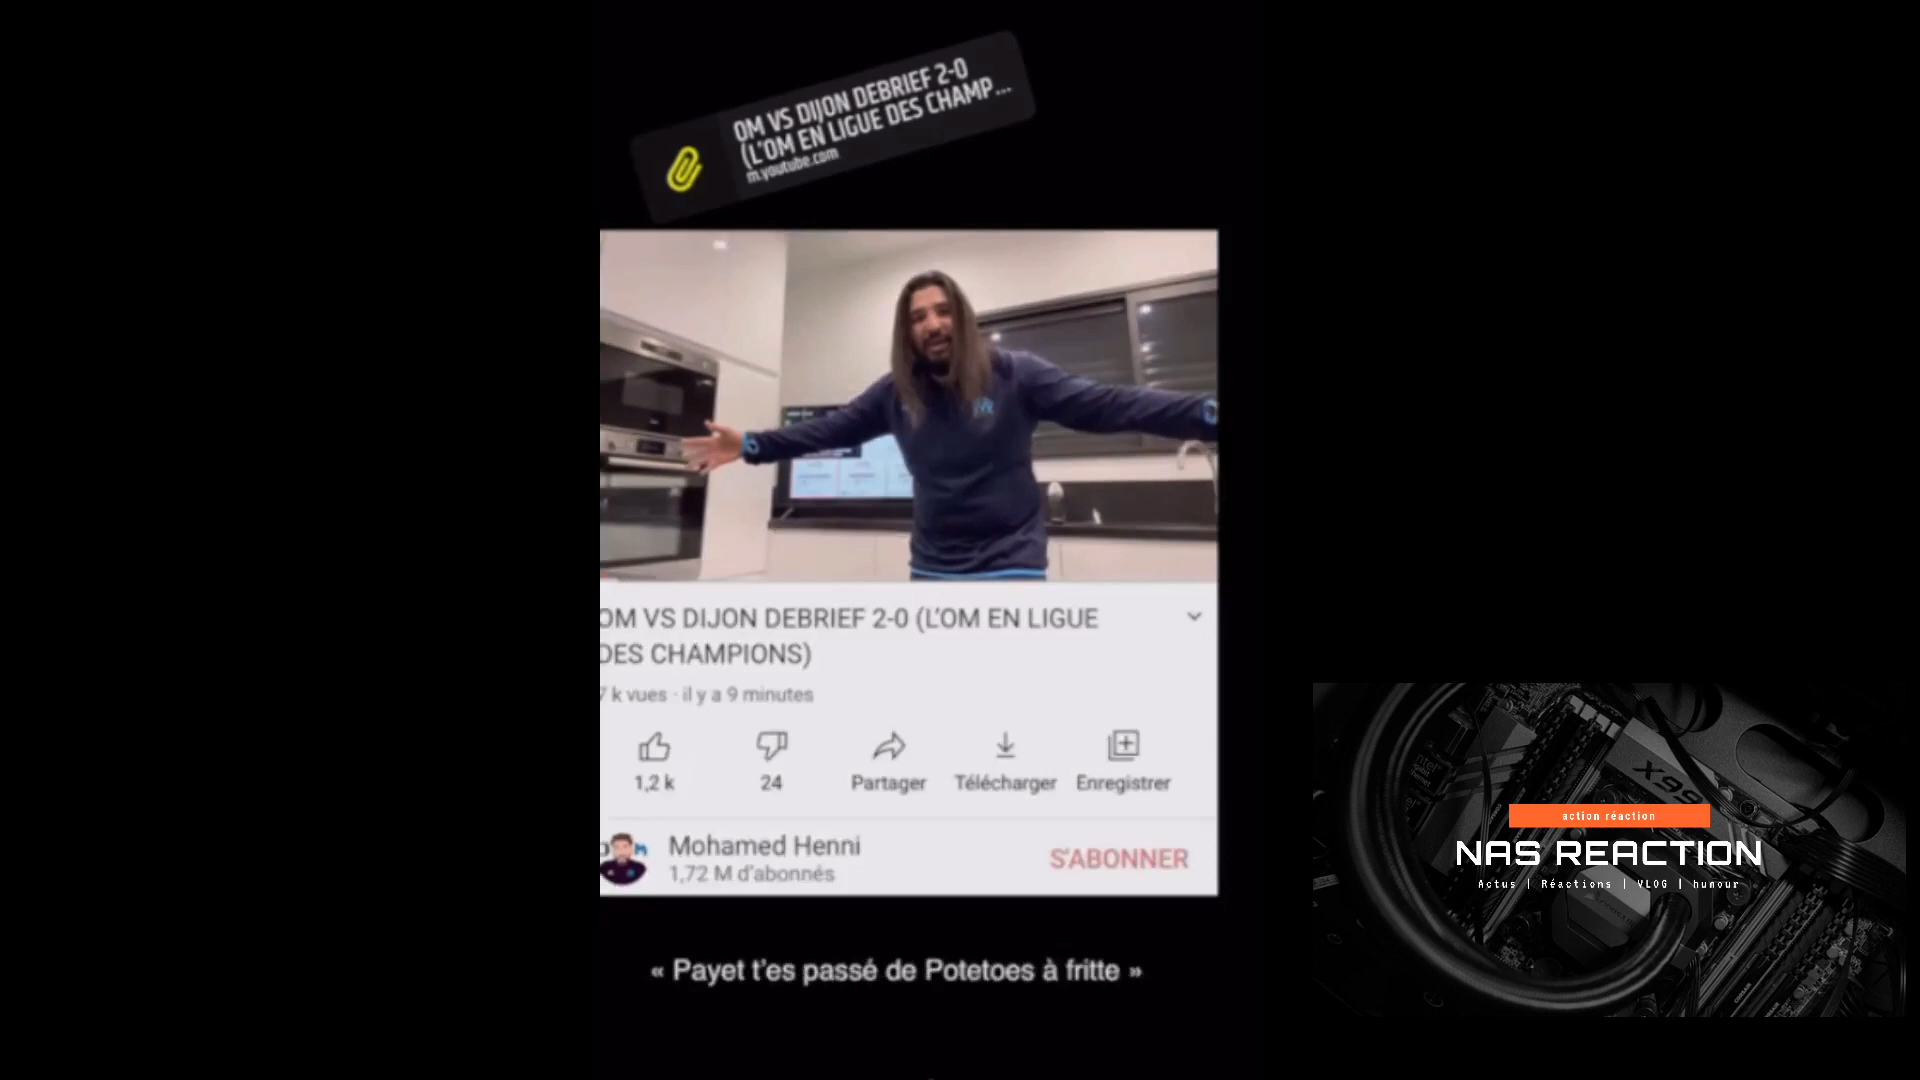 OM VS DIJON DEBRIEF 2-0
(L'OM EN LIGUE DES CHAMP...
m.youtube.com
OM VS DIJON DEBRIEF 2-0 (L'OM EN LIGUE
DES CHAMPIONS)
7 k vues · il y a 9 minutes
1,2 k
24
Partager
Télécharger
Enregistrer
Mohamed Henni
1,72 M d'abonnés
S'ABONNER
« Payet t'es passé de Potetoes à fritte »
X99
action réaction
NAS REACTION
Actus | Réactions | VLOG | humour